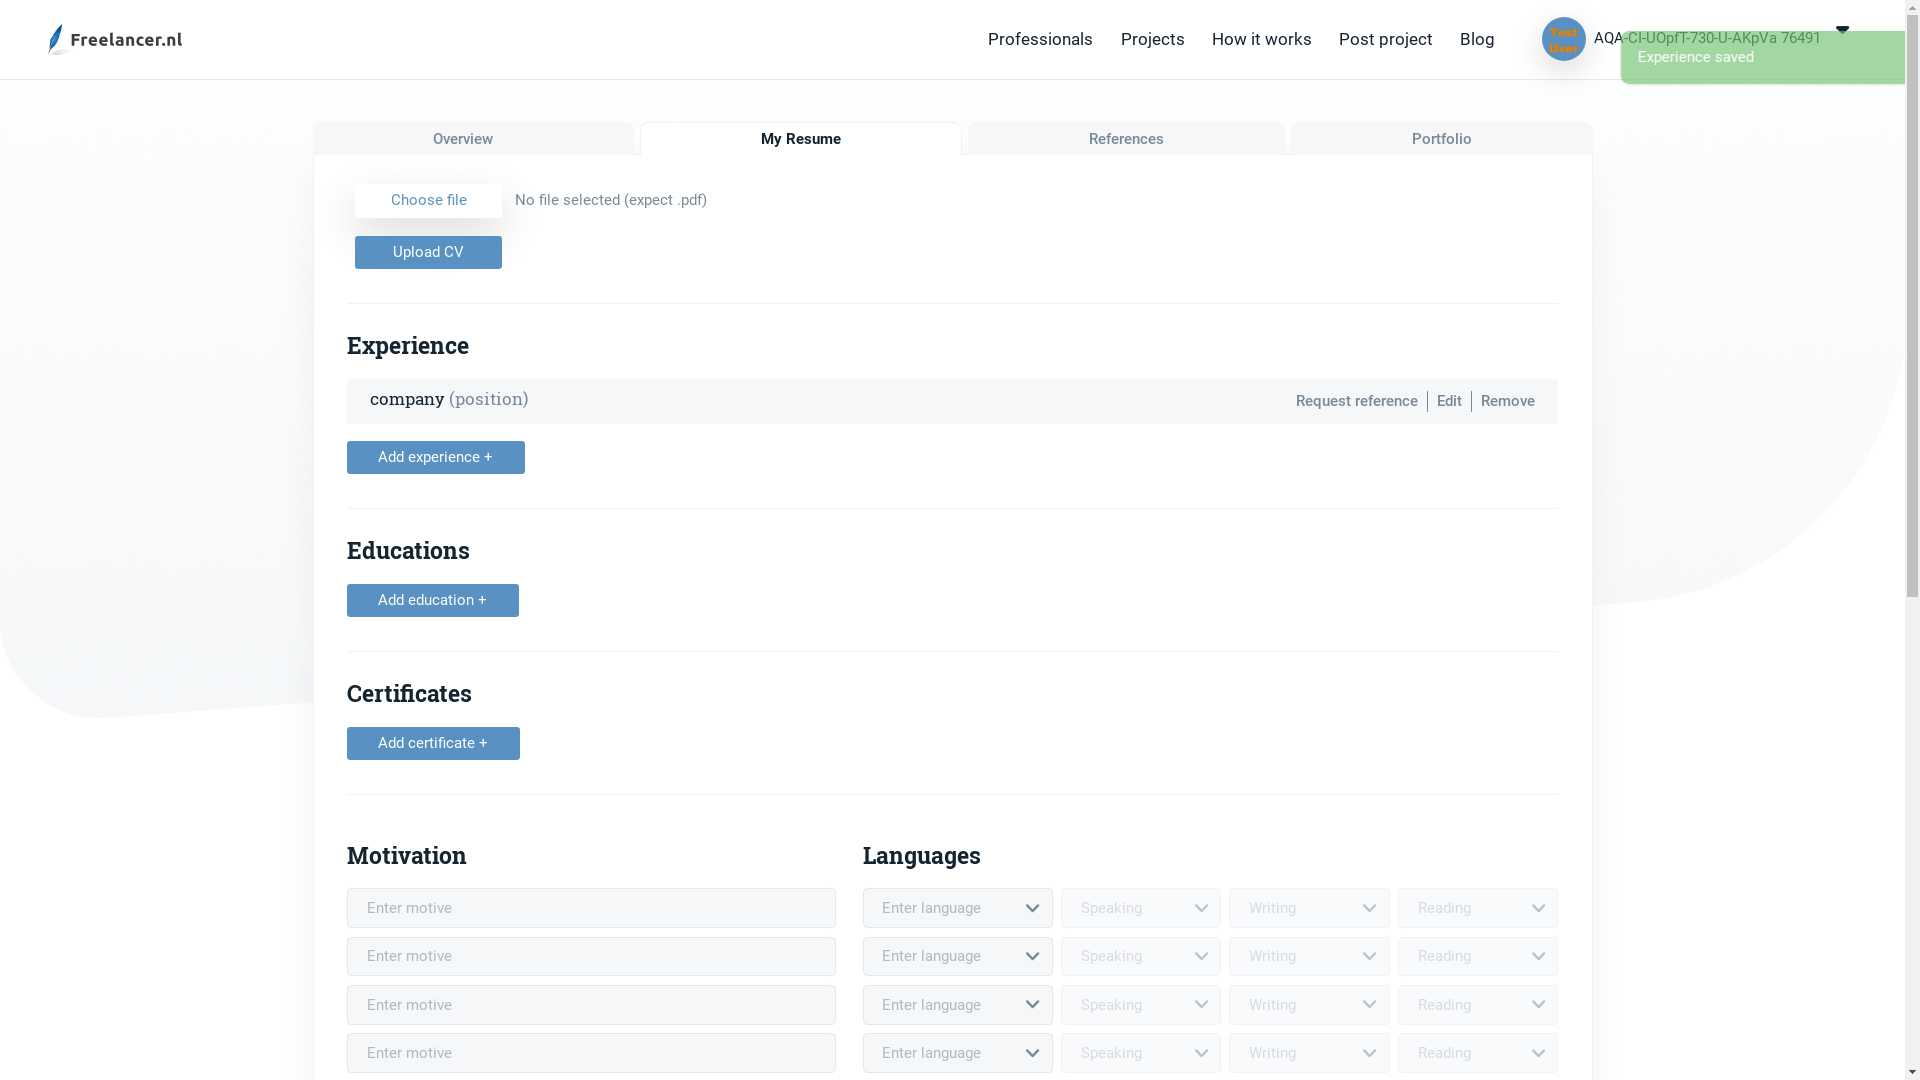 Freelancer.nl
Professionals Projects How it works Post project Blog
Test User
AQA-CI-UOpfT-730-U-AKpVa 76491
Experience saved
Overview My Resume References Portfolio
Choose file No file selected (expect .pdf)
Upload CV
Experience
company (position) Request reference Edit Remove
Add experience +
Educations
Add education +
Certificates
Add certificate +
Motivation Languages
Enter motive Enter language Speaking Writing Reading
Enter motive Enter language Speaking Writing Reading
Enter motive Enter language Speaking Writing Reading
Enter motive Enter language Speaking Writing Reading